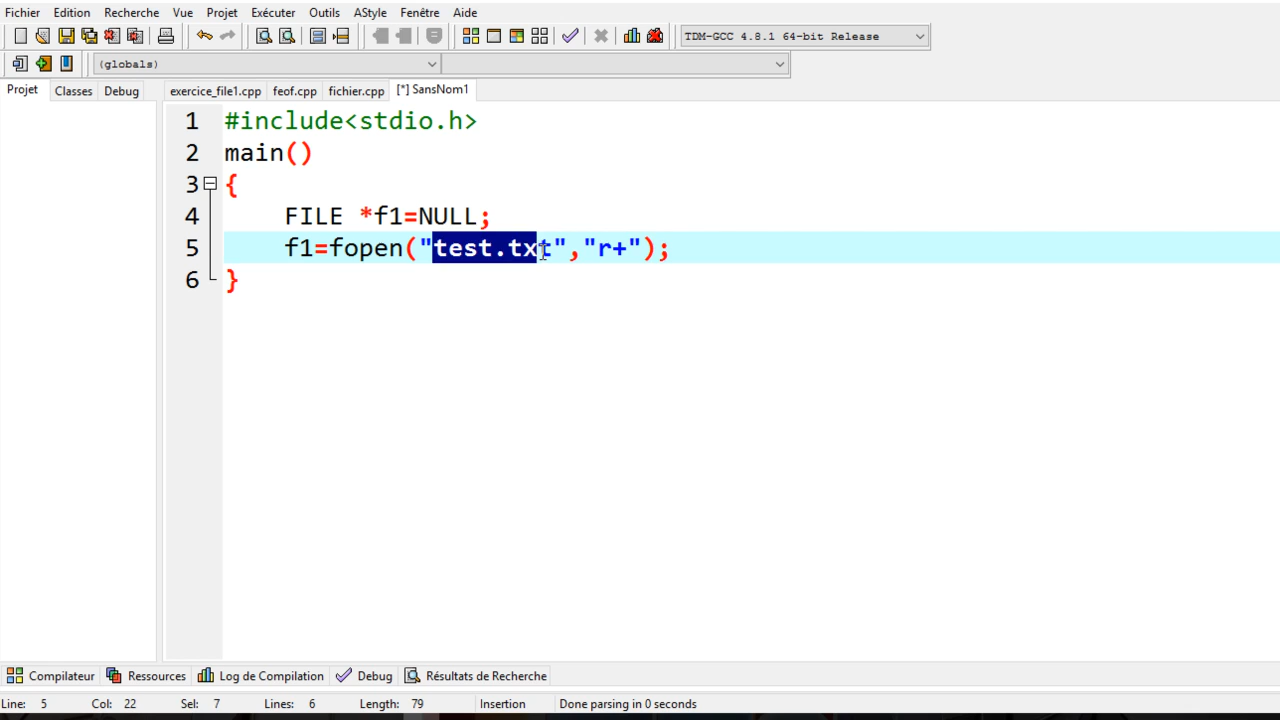 Fichier Edition Recherche Vue Projet Exécuter Outils AStyle Fenêtre Aide
TDM-GCC 4.8.1 64-bit Release
(globals)
Projet Classes Debug exercice_file1.cpp feof.cpp fichier.cpp [*] SansNom1
1 #include<stdio.h>
2 main()
3 {
4 FILE *f1=NULL;
5 f1=fopen("test.txt","r+");
6 }
Compilateur Ressources Log de Compilation Debug Résultats de Recherche
Line: 5 Col: 22 Sel: 7 Lines: 6 Length: 79 Insertion Done parsing in 0 seconds